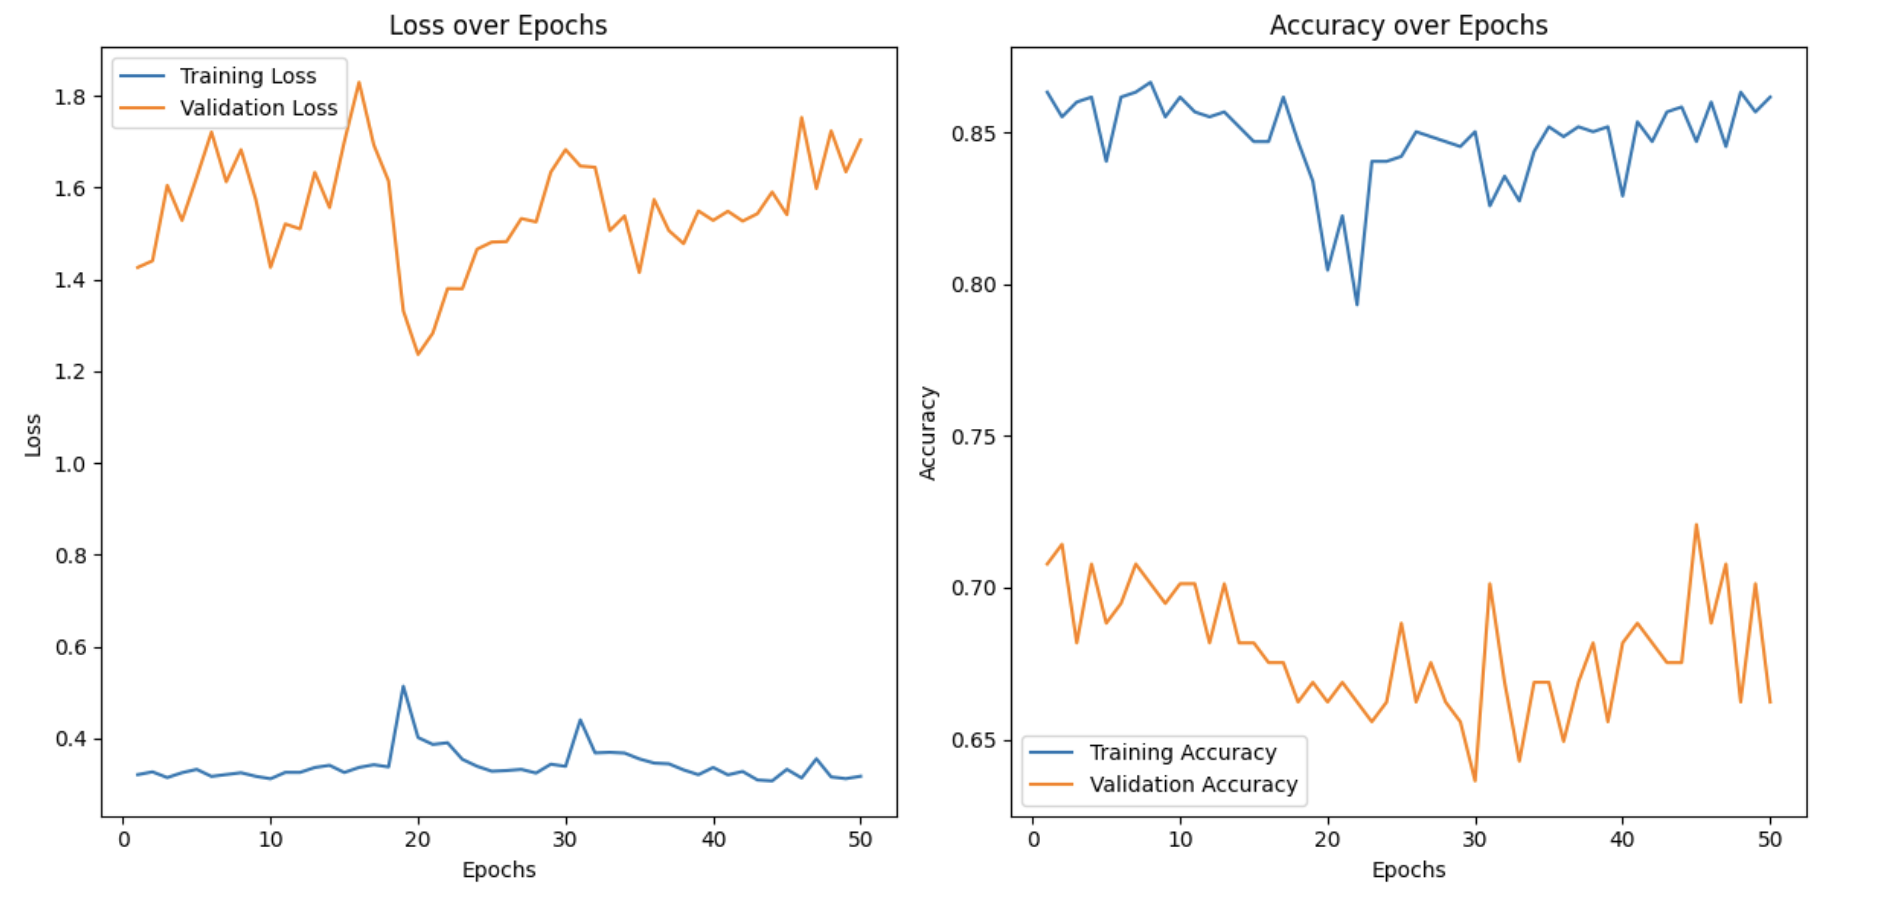 Loss over Epochs
Training Loss
Validation Loss
1.8
1.6
1.4
1.2
1.0
0.8
0.6
0.4
Loss
0
10
20
30
40
50
Epochs
Accuracy over Epochs
0.85
0.80
0.75
0.70
0.65
Accuracy
Training Accuracy
Validation Accuracy
0
10
20
30
40
50
Epochs